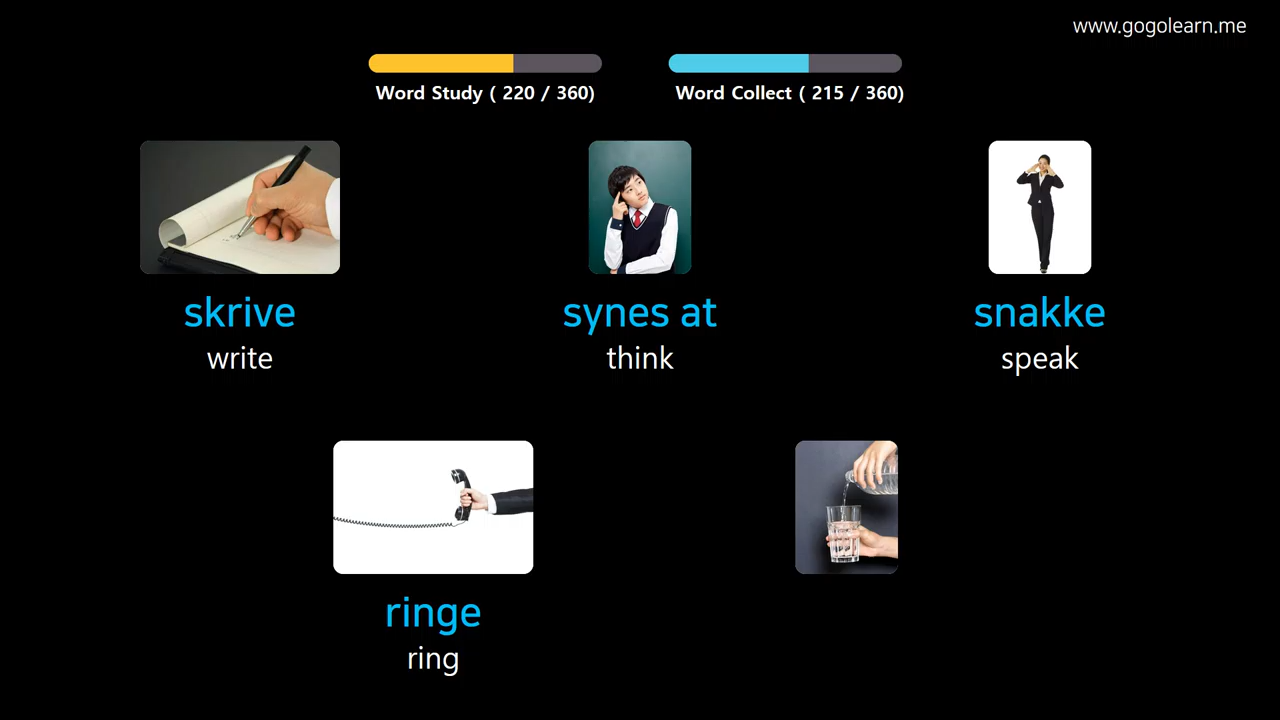 www.gogolearn.me
Word Study ( 220 / 360)
Word Collect ( 215 / 360)
skrive
write
synes at
think
snakke
speak
ringe
ring